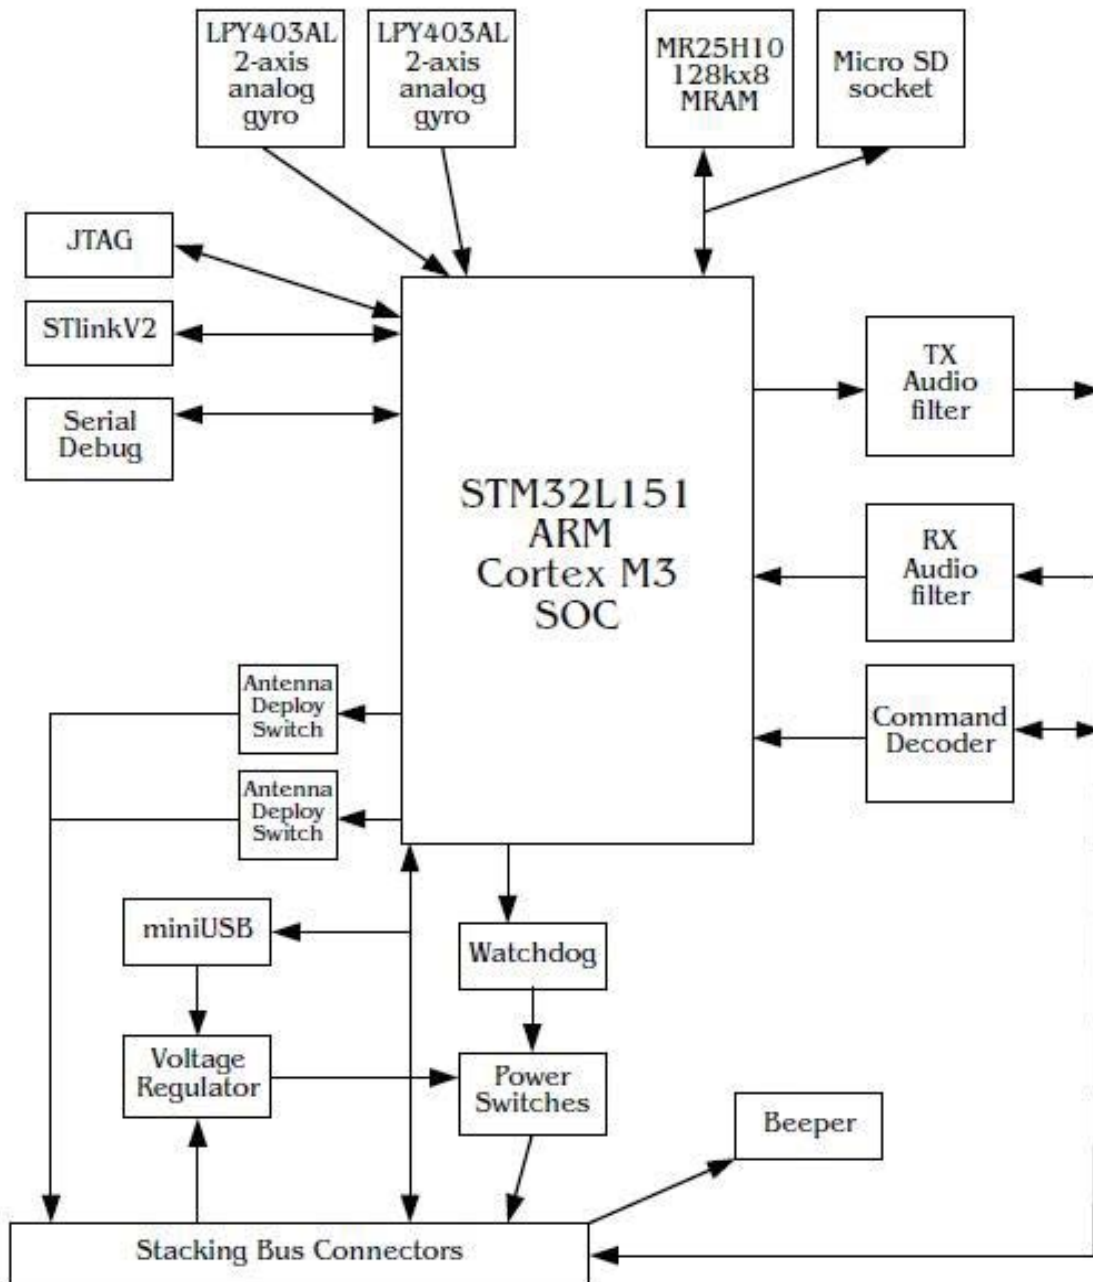 LPY403AL
2-axis
analog
gyro
LPY403AL
2-axis
analog
gyro
MR25H10
128kx8
MRAM
Micro SD
socket
JTAG
STlinkV2
Serial
Debug
TX
Audio
filter
STM32L151
ARM
Cortex M3
SOC
RX
Audio
filter
Antenna
Deploy
Switch
Command
Decoder
Antenna
Deploy
Switch
miniUSB
Watchdog
Voltage
Regulator
Power
Switches
Beeper
Stacking Bus Connectors